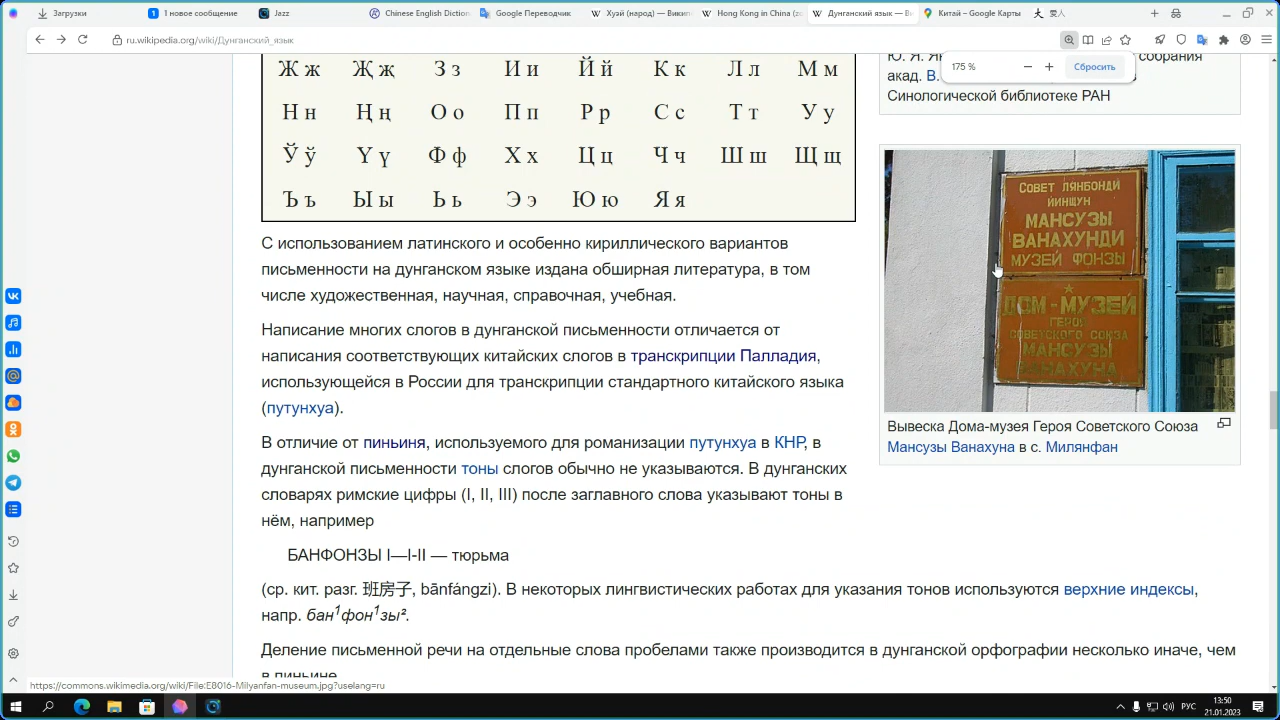 Загрузки
1 новое сообщение
Jazz
Chinese English Diction
Google Переводчик
Хуэй (народ) — Википе
Hong Kong in China (20
Дунганский язык — Ви
Китай – Google Карты
愛人
ru.wikipedia.org/wiki/Дунганский_язык
175 %
Сбросить
Ж ж Җ җ З з И и Й й К к Л л М м
Н н Ң ң О о П п Р р С с Т т У у
Ў ў Ү ү Ф ф Х х Ц ц Ч ч Ш ш Щ щ
Ъ ъ Ы ы Ь ь Э э Ю ю Я я
С использованием латинского и особенно кириллического вариантов
письменности на дунганском языке издана обширная литература, в том
числе художественная, научная, справочная, учебная.
Написание многих слогов в дунганской письменности отличается от
написания соответствующих китайских слогов в транскрипции Палладия,
использующейся в России для транскрипции стандартного китайского языка
(путунхуа).
В отличие от пиньиня, используемого для романизации путунхуа в КНР, в
дунганской письменности тоны слогов обычно не указываются. В дунганских
словарях римские цифры (I, II, III) после заглавного слова указывают тоны в
нём, например
БАНФОНЗЫ I—I-II — тюрьма
(ср. кит. разг. 班房子, bānfángzi). В некоторых лингвистических работах для указания тонов используются верхние индексы,
напр. бан¹фон¹зы².
Деление письменной речи на отдельные слова пробелами также производится в дунганской орфографии несколько иначе, чем
в пиньине
Ю. Я. собрания
акад. В.
Синологической библиотеке РАН
СОВЕТ ЛЯНБОНДИ
ЙИНЩУН
МАНСУЗЫ
ВАНАХУНДИ
МУЗЕЙ ФОНЗЫ
ДОМ-МУЗЕЙ
ГЕРОЯ
СОВЕТСКОГО СОЮЗА
МАНСУЗЫ
ВАНАХУНА
Вывеска Дома-музея Героя Советского Союза
Мансузы Ванахуна в с. Милянфан
https://commons.wikimedia.org/wiki/File:E8016-Milyanfan-museum.jpg?uselang=ru
РУС
13:50
21.01.2023